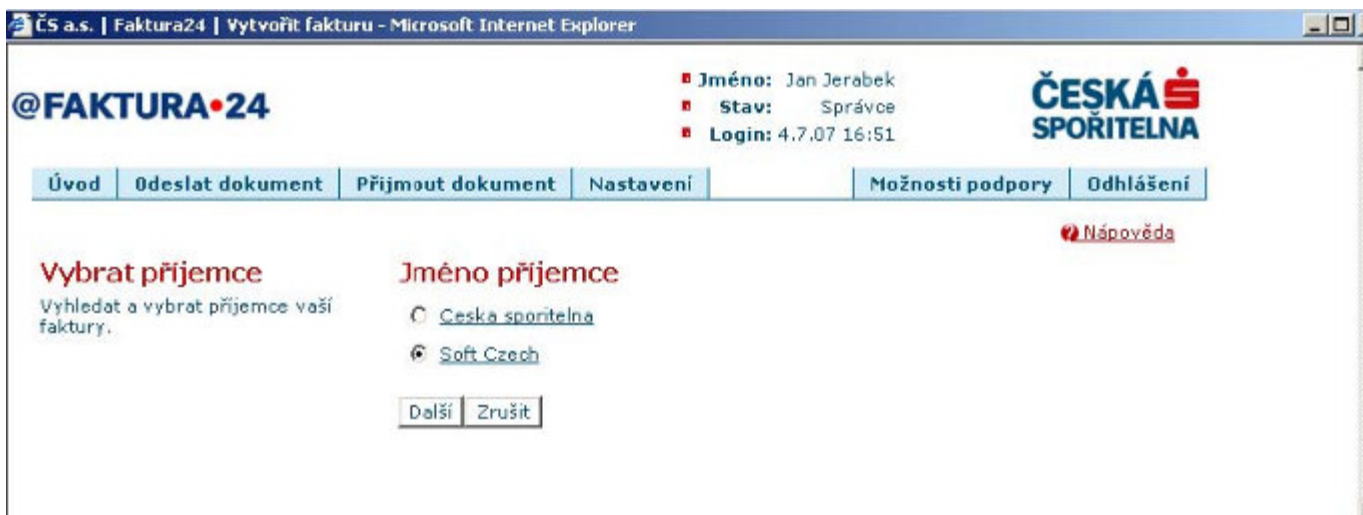 ČS a.s. | Faktura24 | Vytvořit fakturu - Microsoft Internet Explorer
@FAKTURA•24
Jméno: Jan Jerabek
Stav: Správce
Login: 4.7.07 16:51
ČESKÁ
SPOŘITELNA
Úvod Odeslat dokument Přijmout dokument Nastavení Možnosti podpory Odhlášení
Nápověda
Vybrat příjemce
Vyhledat a vybrat příjemce vaší
faktury.
Jméno příjemce
Ceska sporitelna
Soft Czech
Další Zrušit